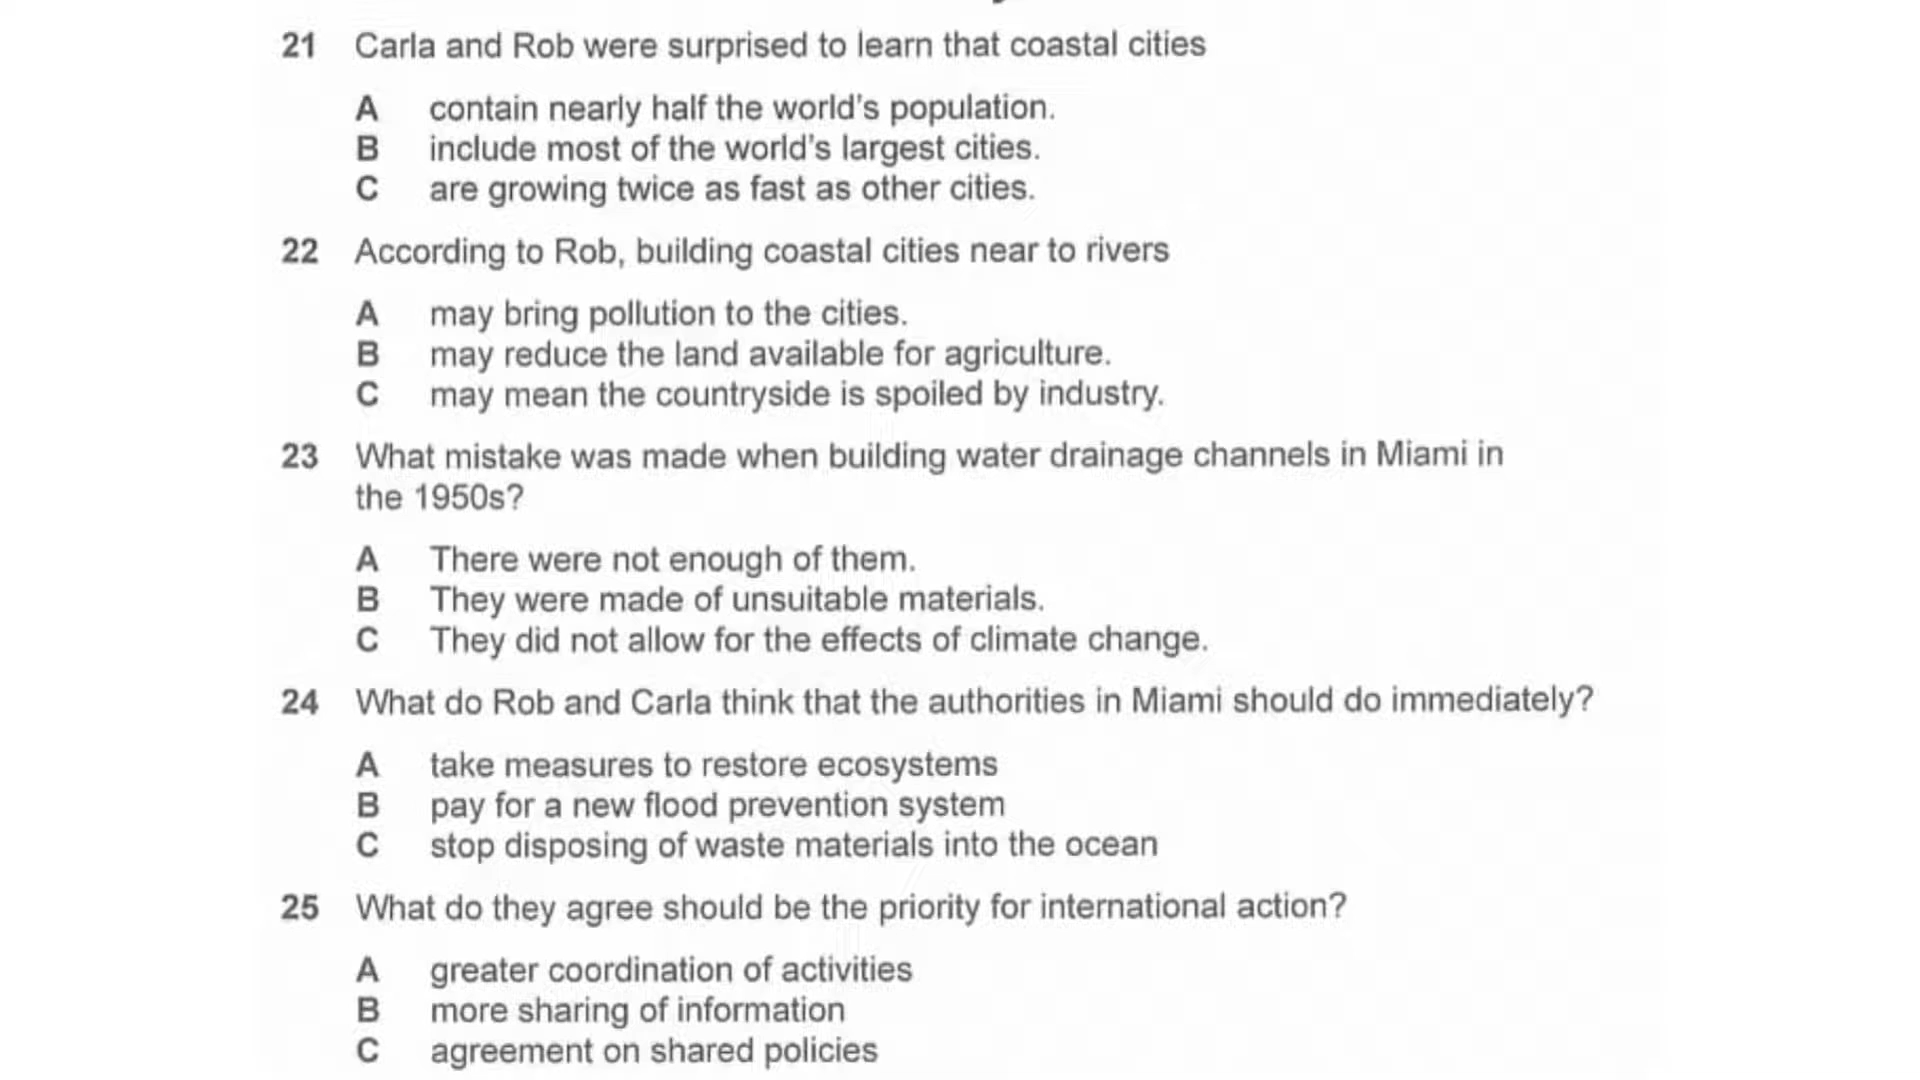 21 Carla and Rob were surprised to learn that coastal cities
A contain nearly half the world's population.
B include most of the world's largest cities.
C are growing twice as fast as other cities.
22 According to Rob, building coastal cities near to rivers
A may bring pollution to the cities.
B may reduce the land available for agriculture.
C may mean the countryside is spoiled by industry.
23 What mistake was made when building water drainage channels in Miami in
the 1950s?
A There were not enough of them.
B They were made of unsuitable materials.
C They did not allow for the effects of climate change.
24 What do Rob and Carla think that the authorities in Miami should do immediately?
A take measures to restore ecosystems
B pay for a new flood prevention system
C stop disposing of waste materials into the ocean
25 What do they agree should be the priority for international action?
A greater coordination of activities
B more sharing of information
C agreement on shared policies